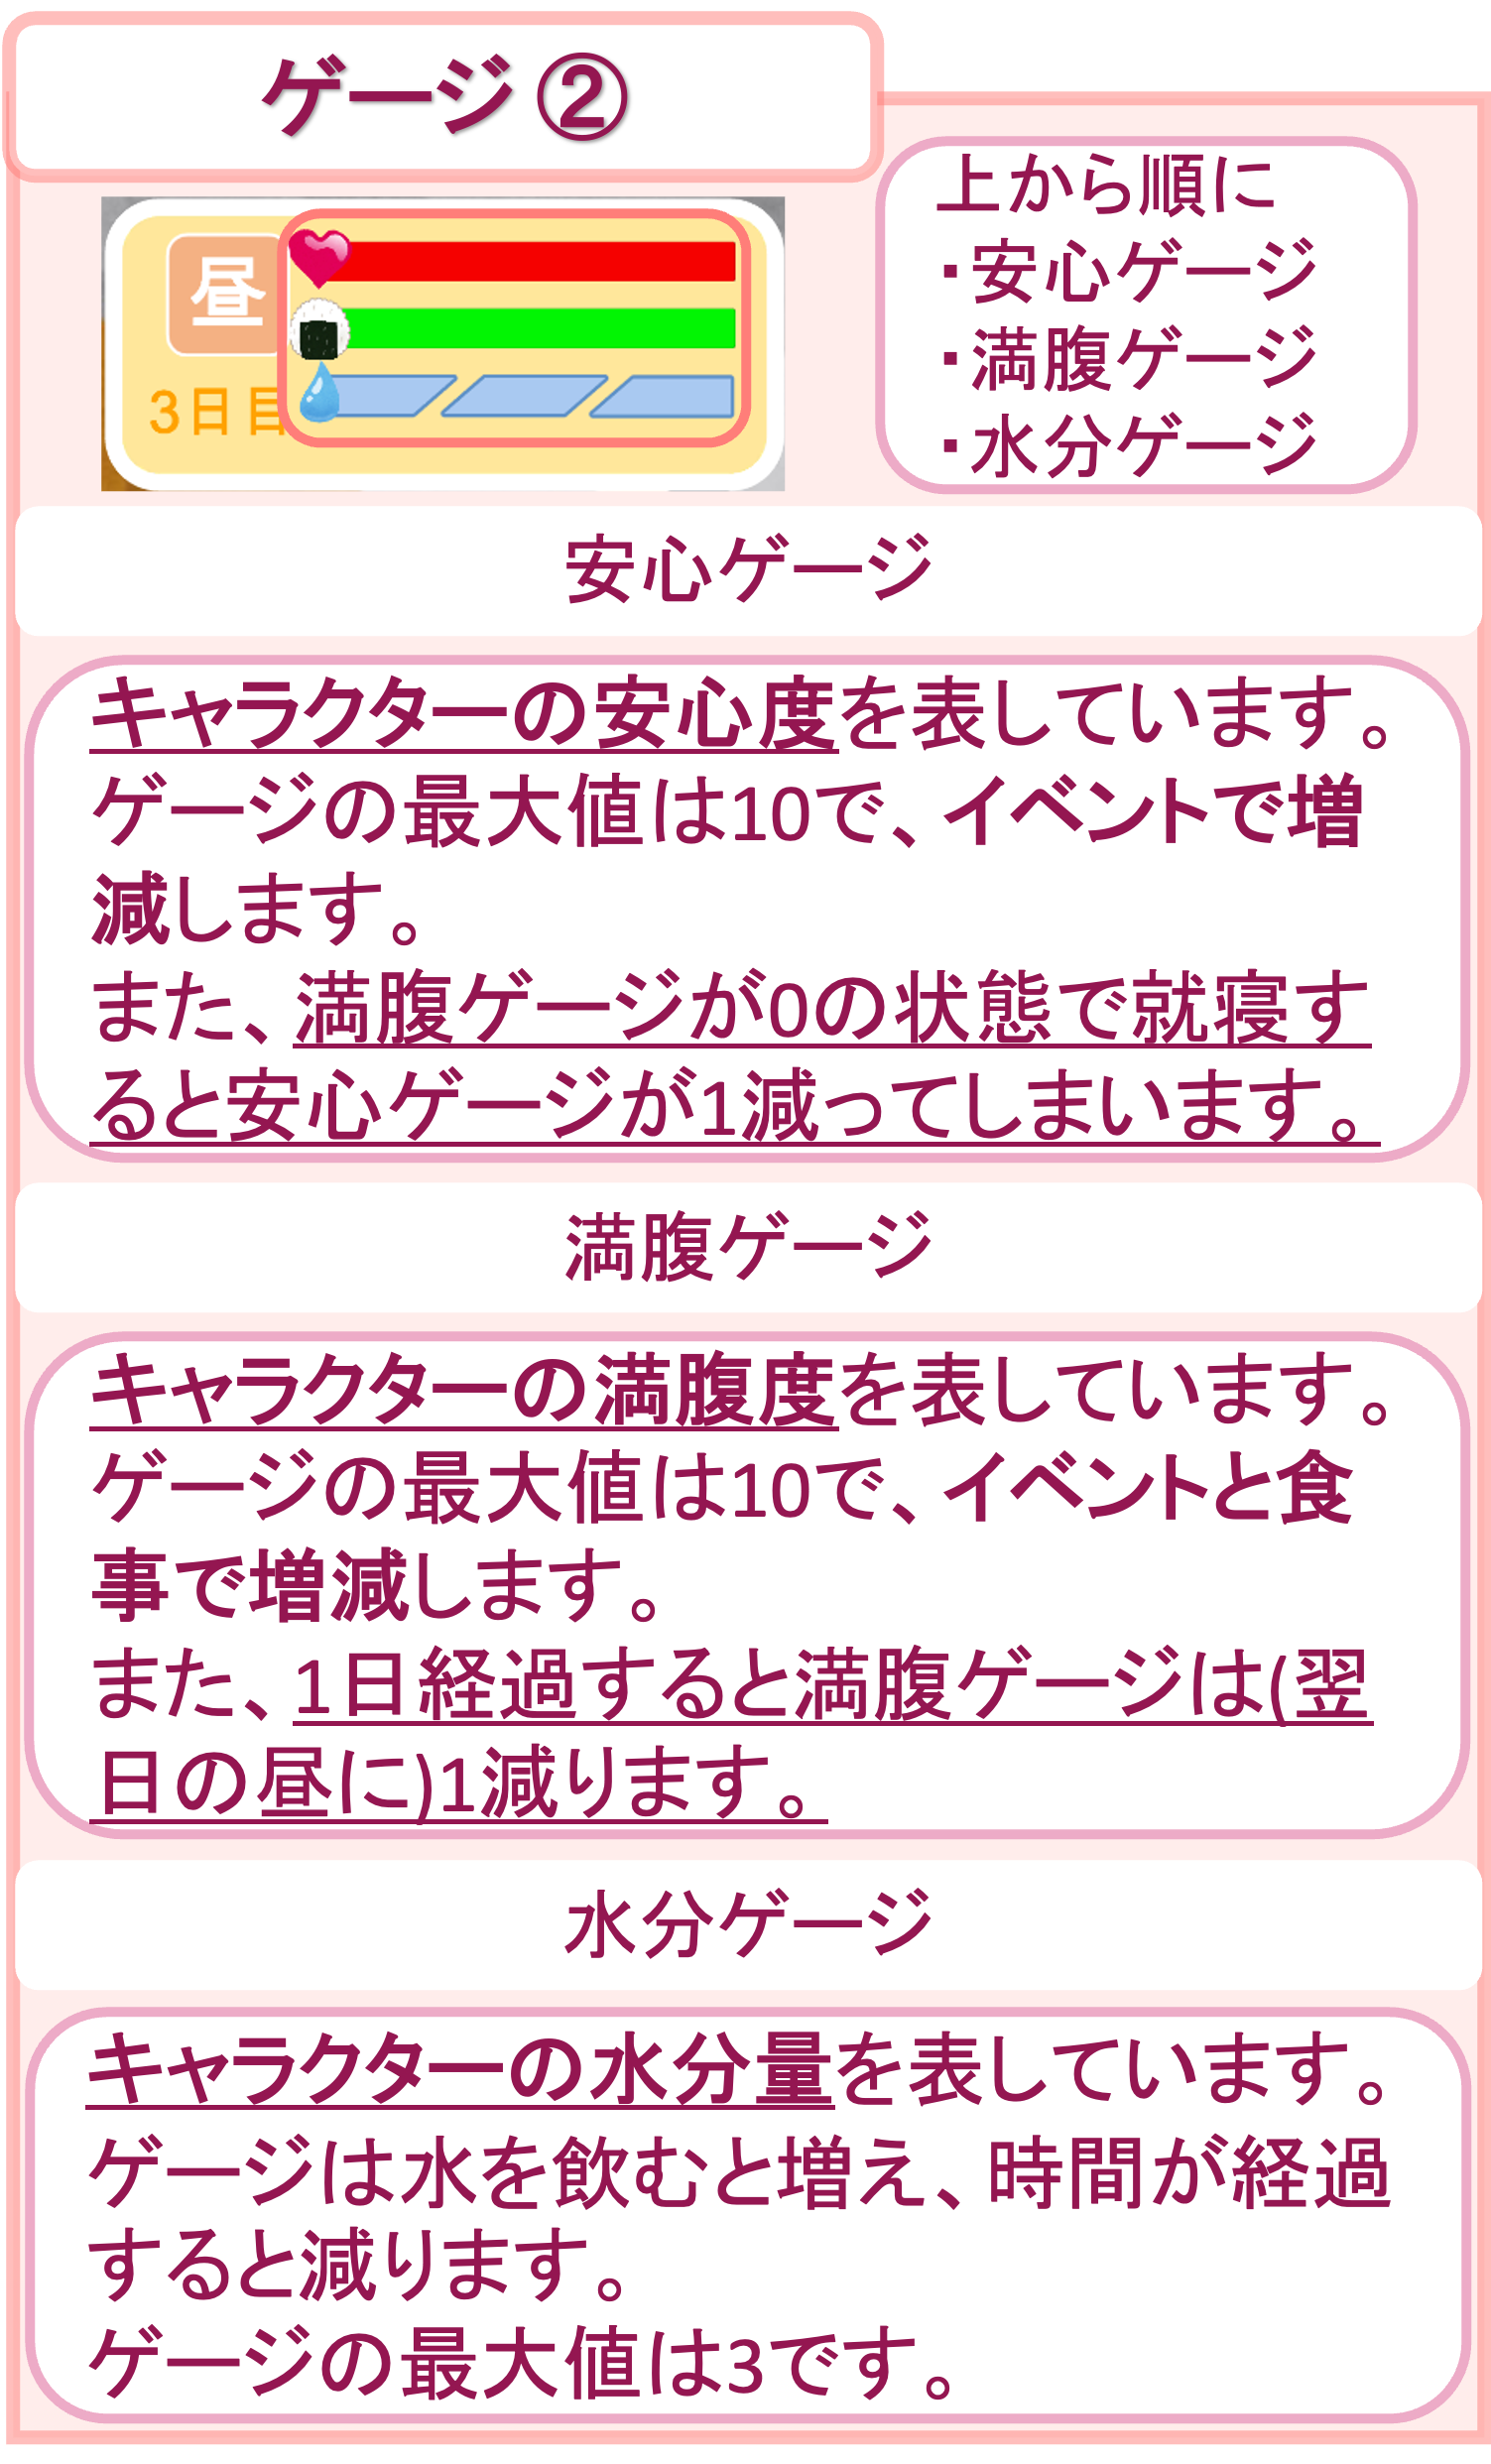 ゲージ ②
昼
3日目
上から順に
・安心ゲージ
・満腹ゲージ
・水分ゲージ
安心ゲージ
キャラクターの安心度を表しています。
ゲージの最大値は10で、イベントで増
減します。
また、満腹ゲージが0の状態で就寝す
ると安心ゲージが1減ってしまいます。
満腹ゲージ
キャラクターの満腹度を表しています。
ゲージの最大値は10で、イベントと食
事で増減します。
また、1日経過すると満腹ゲージは(翌
日の昼に)1減ります。
水分ゲージ
キャラクターの水分量を表しています。
ゲージは水を飲むと増え、時間が経過
すると減ります。
ゲージの最大値は3です。